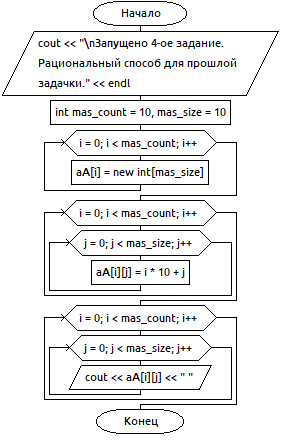 Начало
cout << "\nЗапущено 4-ое задание.
Рациональный способ для прошлой
задачки." << endl
int mas_count = 10, mas_size = 10
i = 0; i < mas_count; i++
aA[i] = new int[mas_size]
i = 0; i < mas_count; i++
j = 0; j < mas_size; j++
aA[i][j] = i * 10 + j
i = 0; i < mas_count; i++
j = 0; j < mas_size; j++
cout << aA[i][j] << " "
Конец